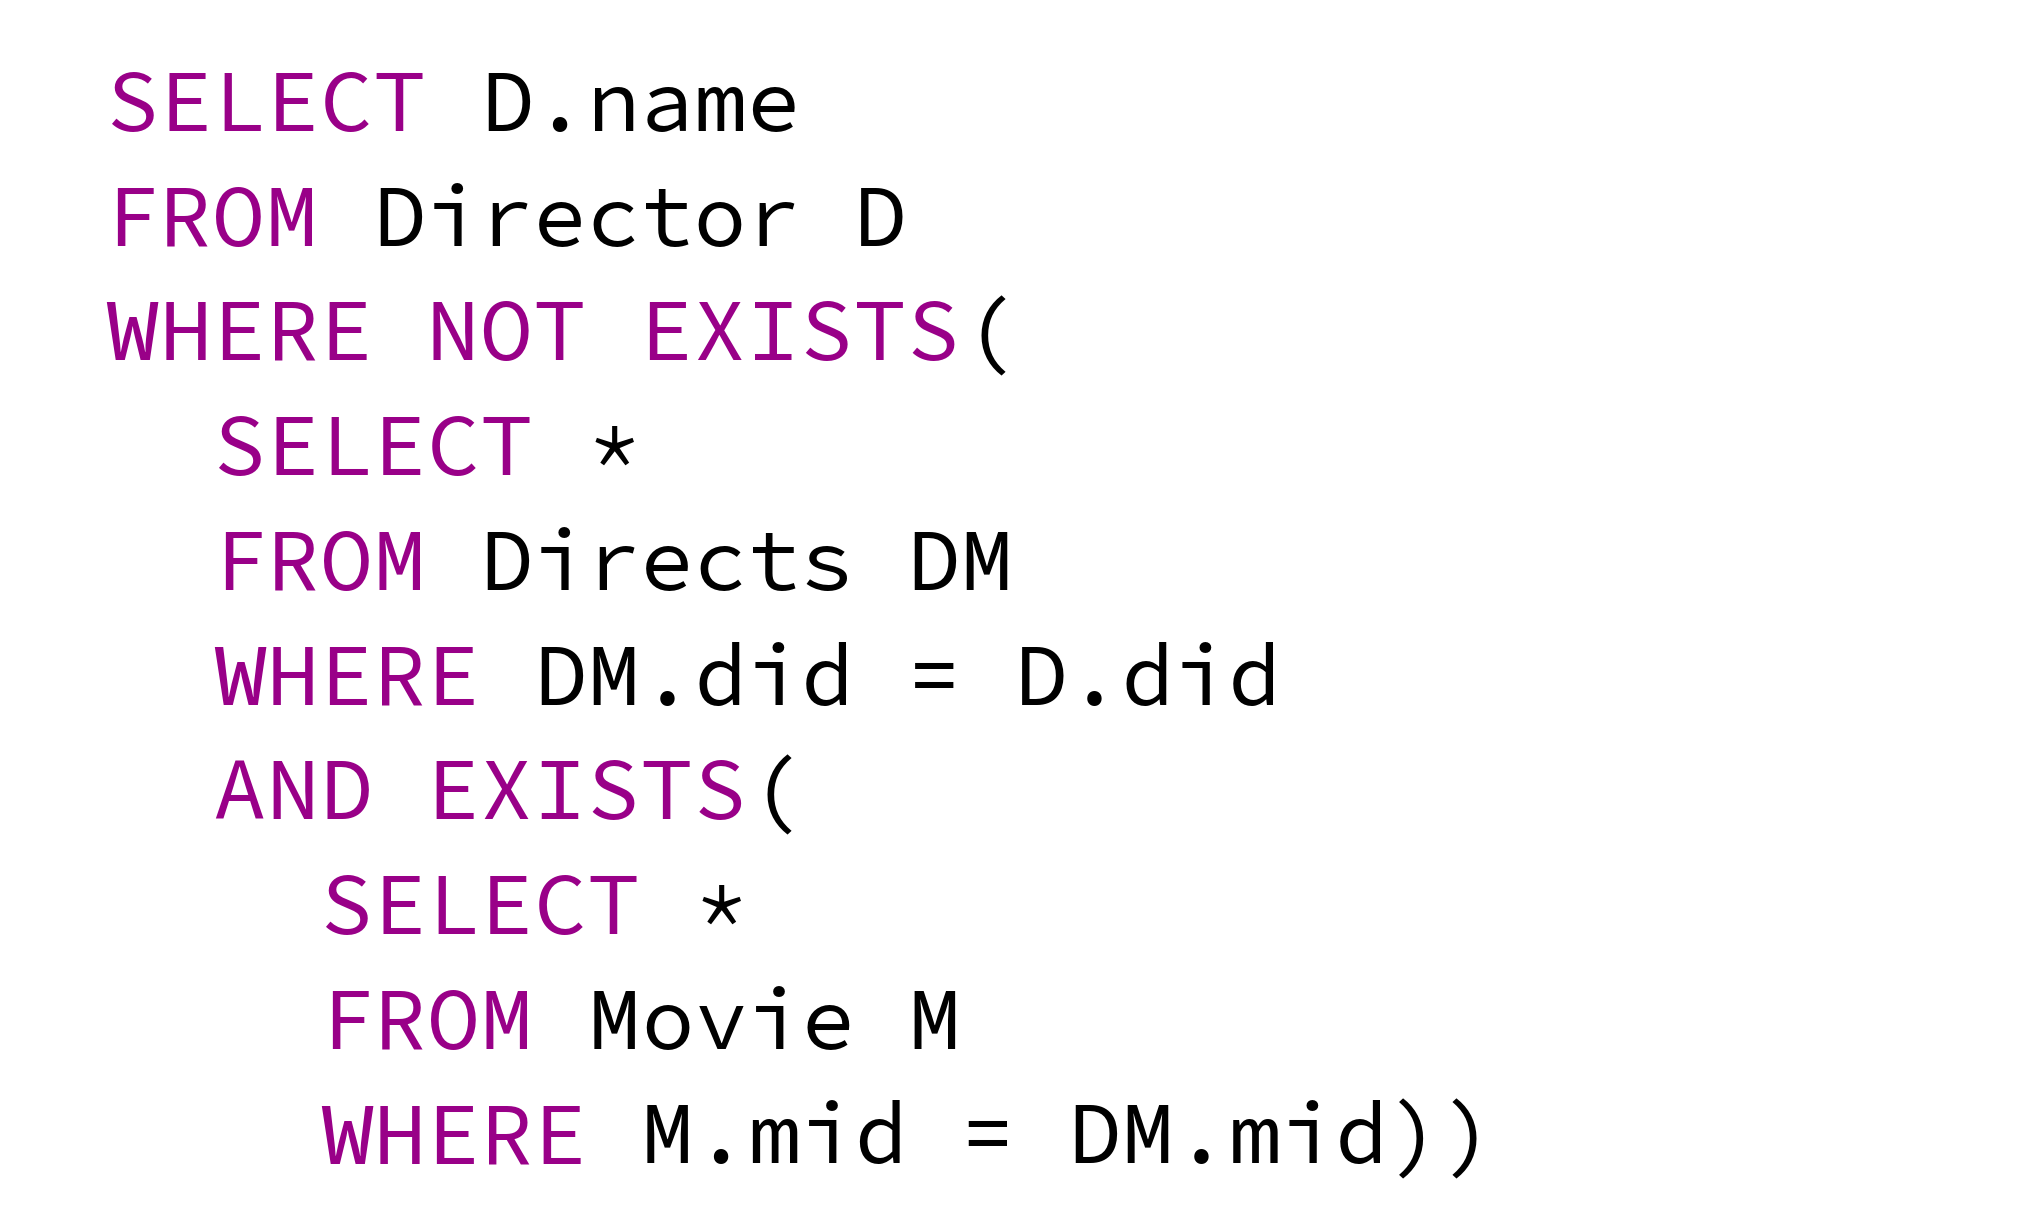 SELECT D.name
FROM Director D
WHERE NOT EXISTS(
SELECT *
FROM Directs DM
WHERE DM.did = D.did
AND EXISTS(
SELECT *
FROM Movie M
WHERE M.mid = DM.mid))